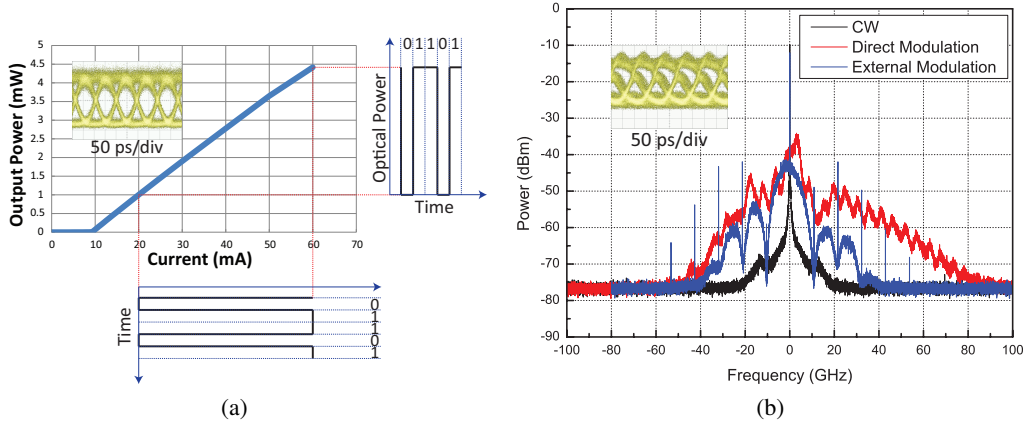 (a)
Output Power (mW)
5
4.5
4
3.5
3
2.5
2
1.5
1
0.5
0
50 ps/div
0 10 20 30 40 50 60 70
Current (mA)
Optical Power
0 1 1 0 1
Time
Time
0
1
1
0
1
(b)
Power (dBm)
0
-10
-20
-30
-40
-50
-60
-70
-80
-90
CW
Direct Modulation
External Modulation
50 ps/div
-100 -80 -60 -40 -20 0 20 40 60 80 100
Frequency (GHz)